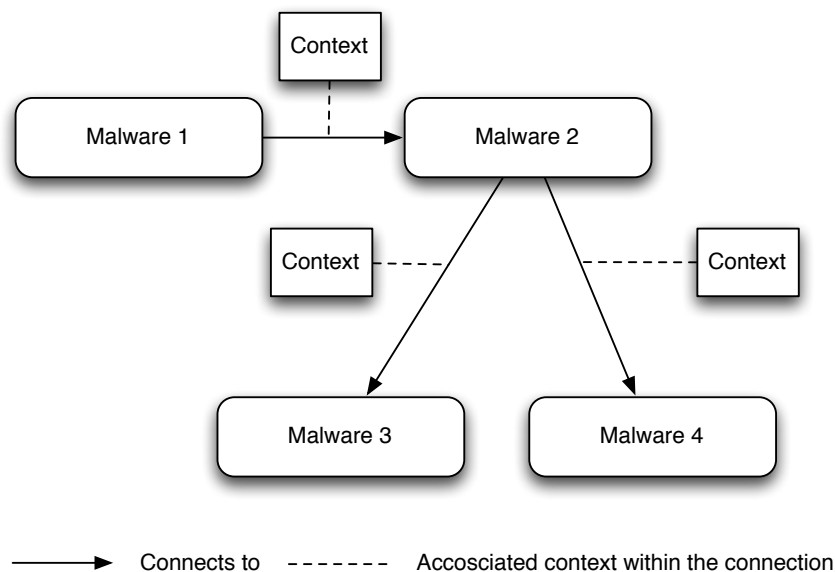 Context
Malware 1
Malware 2
Context
Context
Malware 3
Malware 4
Connects to
Accosciated context within the connection